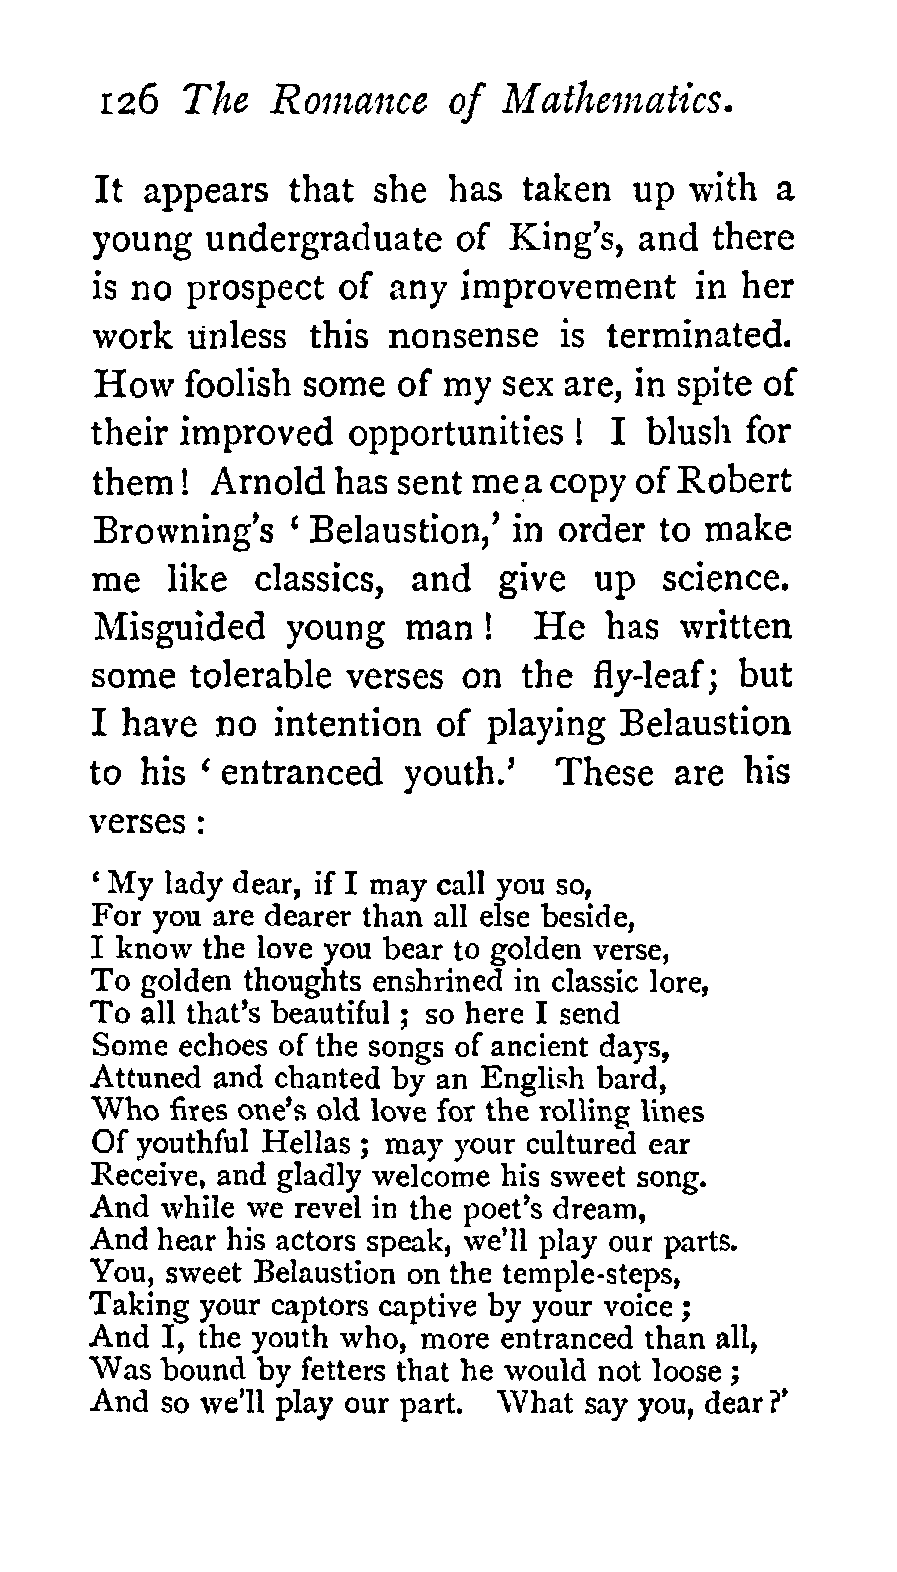 126 The Romance of Mathematics.
It appears that she has taken up with a
young undergraduate of King's, and there
is no prospect of any improvement in her
work unless this nonsense is terminated.
How foolish some of my sex are, in spite of
their improved opportunities ! I blush for
them ! Arnold has sent me a copy of Robert
Browning's ‘ Belaustion,’ in order to make
me like classics, and give up science.
Misguided young man ! He has written
some tolerable verses on the fly-leaf; but
I have no intention of playing Belaustion
to his ‘ entranced youth.’ These are his
verses :
‘ My lady dear, if I may call you so,
For you are dearer than all else beside,
I know the love you bear to golden verse,
To golden thoughts enshrined in classic lore,
To all that's beautiful ; so here I send
Some echoes of the songs of ancient days,
Attuned and chanted by an English bard,
Who fires one's old love for the rolling lines
Of youthful Hellas ; may your cultured ear
Receive, and gladly welcome his sweet song.
And while we revel in the poet's dream,
And hear his actors speak, we'll play our parts.
You, sweet Belaustion on the temple-steps,
Taking your captors captive by your voice ;
And I, the youth who, more entranced than all,
Was bound by fetters that he would not loose ;
And so we'll play our part. What say you, dear ?’